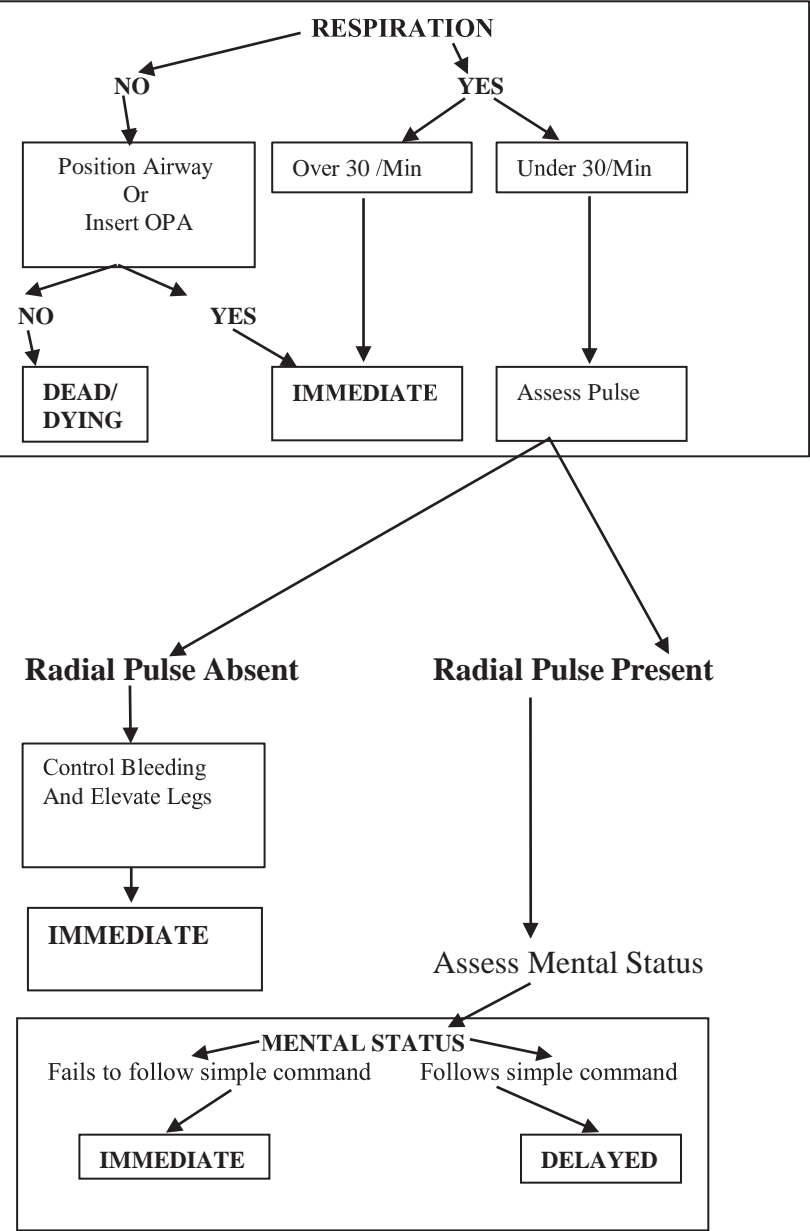 RESPIRATION
NO
YES
Position Airway
Or
Insert OPA
Over 30 /Min
Under 30/Min
NO
YES
DEAD/
DYING
IMMEDIATE
Assess Pulse
Radial Pulse Absent
Radial Pulse Present
Control Bleeding
And Elevate Legs
IMMEDIATE
Assess Mental Status
MENTAL STATUS
Fails to follow simple command
Follows simple command
IMMEDIATE
DELAYED